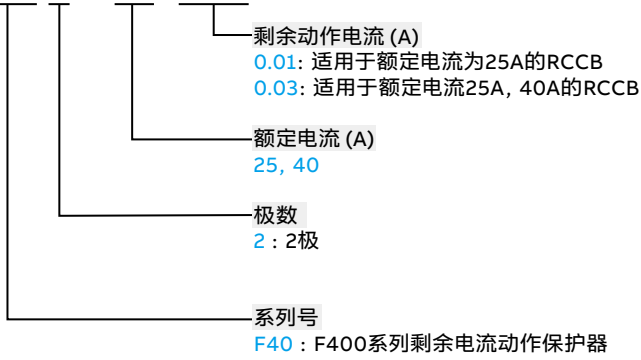 剩余动作电流 (A)
0.01: 适用于额定电流为25A的RCCB
0.03: 适用于额定电流25A, 40A的RCCB
额定电流 (A)
25, 40
极数
2 : 2极
系列号
F40 : F400系列剩余电流动作保护器